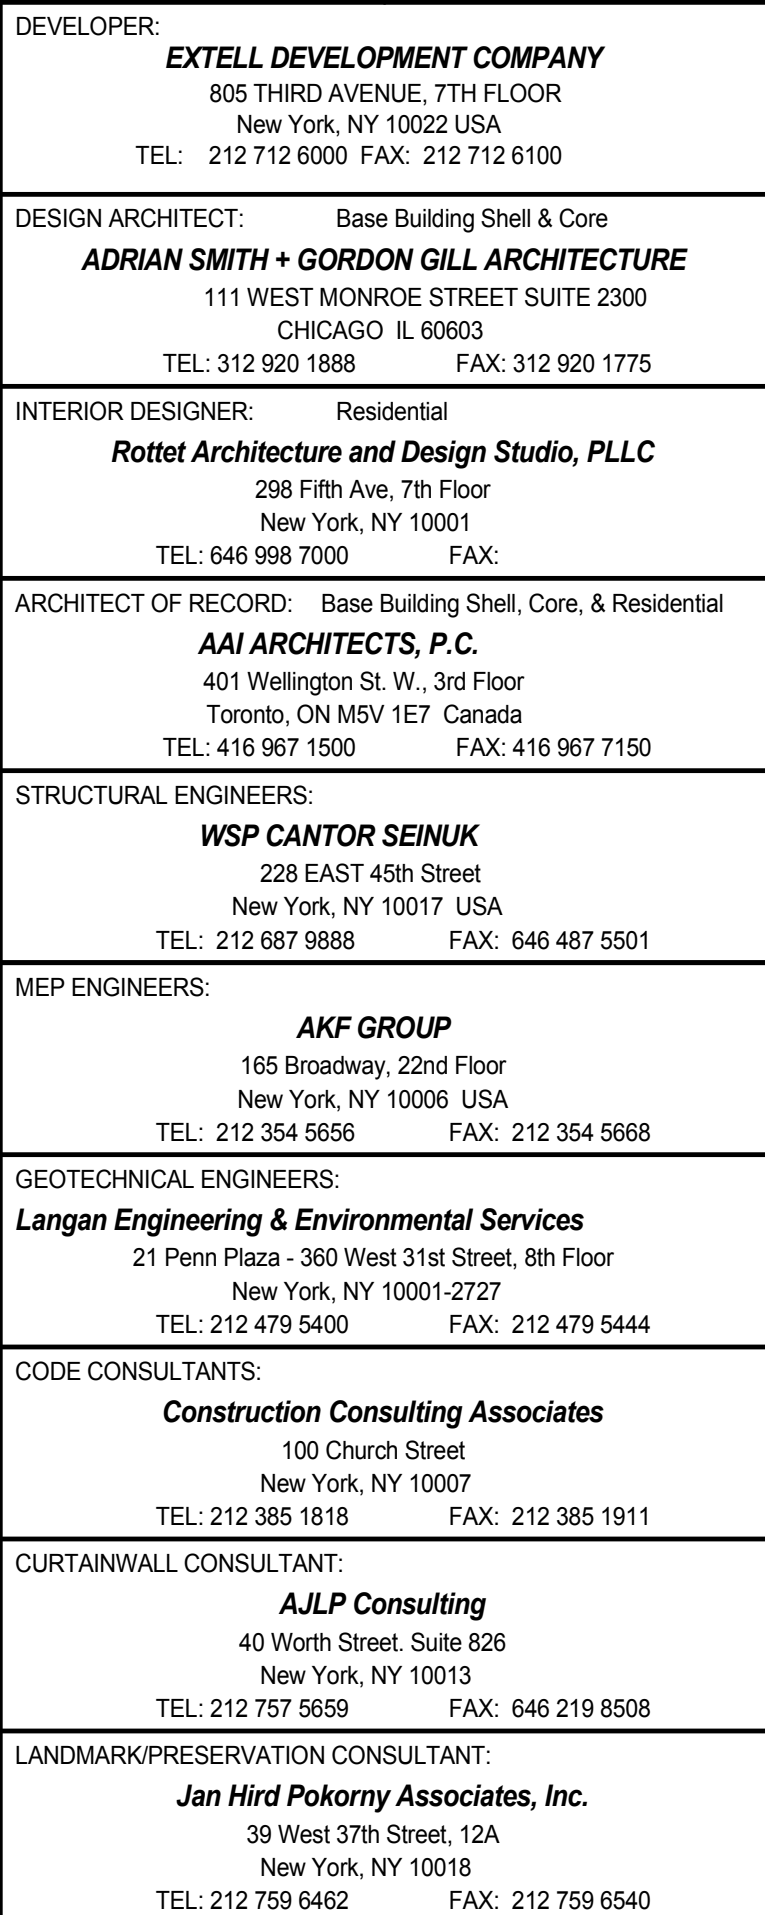 DEVELOPER:
EXTELL DEVELOPMENT COMPANY
805 THIRD AVENUE, 7TH FLOOR
New York, NY 10022 USA
TEL: 212 712 6000 FAX: 212 712 6100
DESIGN ARCHITECT: Base Building Shell & Core
ADRIAN SMITH + GORDON GILL ARCHITECTURE
111 WEST MONROE STREET SUITE 2300
CHICAGO IL 60603
TEL: 312 920 1888 FAX: 312 920 1775
INTERIOR DESIGNER: Residential
Rottet Architecture and Design Studio, PLLC
298 Fifth Ave, 7th Floor
New York, NY 10001
TEL: 646 998 7000 FAX:
ARCHITECT OF RECORD: Base Building Shell, Core, & Residential
AAI ARCHITECTS, P.C.
401 Wellington St. W., 3rd Floor
Toronto, ON M5V 1E7 Canada
TEL: 416 967 1500 FAX: 416 967 7150
STRUCTURAL ENGINEERS:
WSP CANTOR SEINUK
228 EAST 45th Street
New York, NY 10017 USA
TEL: 212 687 9888 FAX: 646 487 5501
MEP ENGINEERS:
AKF GROUP
165 Broadway, 22nd Floor
New York, NY 10006 USA
TEL: 212 354 5656 FAX: 212 354 5668
GEOTECHNICAL ENGINEERS:
Langan Engineering & Environmental Services
21 Penn Plaza - 360 West 31st Street, 8th Floor
New York, NY 10001-2727
TEL: 212 479 5400 FAX: 212 479 5444
CODE CONSULTANTS:
Construction Consulting Associates
100 Church Street
New York, NY 10007
TEL: 212 385 1818 FAX: 212 385 1911
CURTAINWALL CONSULTANT:
AJLP Consulting
40 Worth Street. Suite 826
New York, NY 10013
TEL: 212 757 5659 FAX: 646 219 8508
LANDMARK/PRESERVATION CONSULTANT:
Jan Hird Pokorny Associates, Inc.
39 West 37th Street, 12A
New York, NY 10018
TEL: 212 759 6462 FAX: 212 759 6540